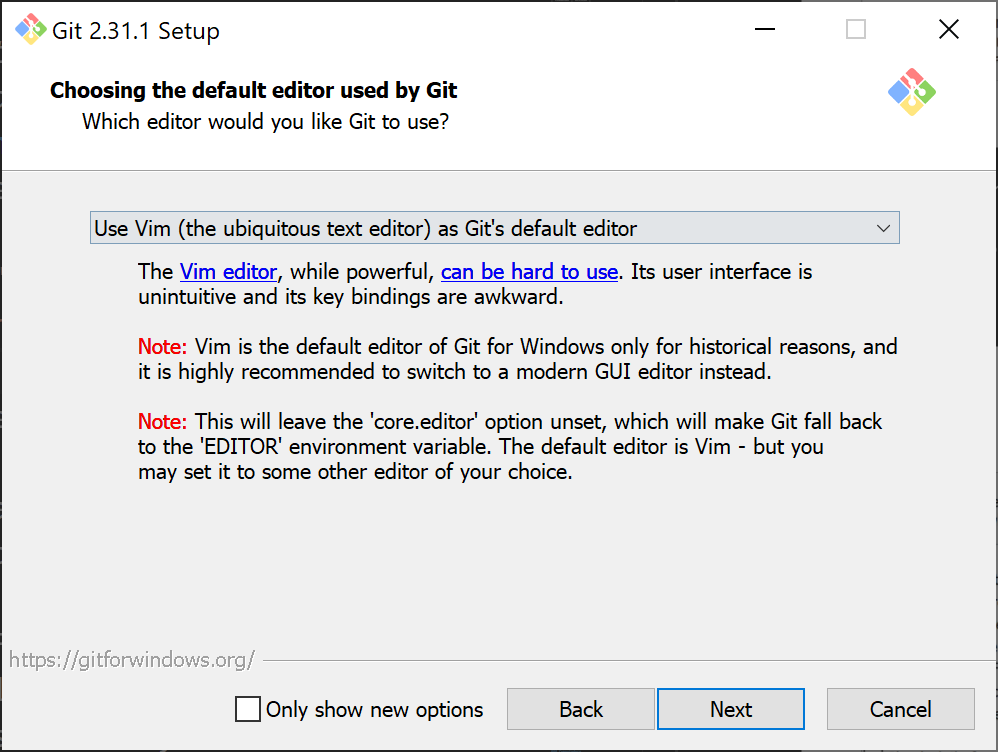 Git 2.31.1 Setup
Choosing the default editor used by Git
Which editor would you like Git to use?
Use Vim (the ubiquitous text editor) as Git's default editor
The Vim editor, while powerful, can be hard to use. Its user interface is
unintuitive and its key bindings are awkward.
Note: Vim is the default editor of Git for Windows only for historical reasons, and
it is highly recommended to switch to a modern GUI editor instead.
Note: This will leave the 'core.editor' option unset, which will make Git fall back
to the 'EDITOR' environment variable. The default editor is Vim - but you
may set it to some other editor of your choice.
https://gitforwindows.org/
Only show new options
Back
Next
Cancel